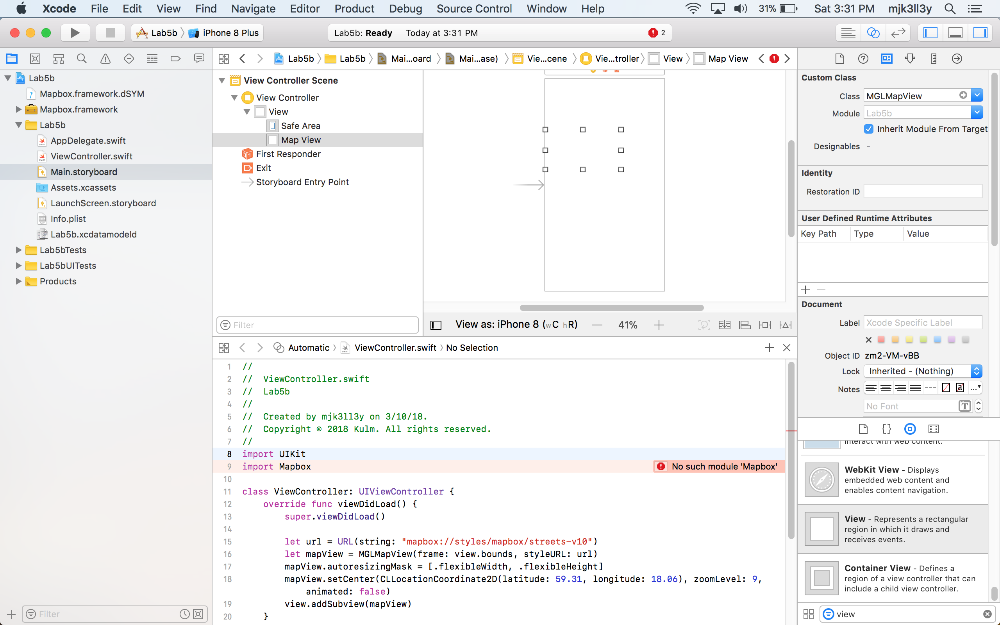 Xcode File Edit View Find Navigate Editor Product Debug Source Control Window Help 31% Sat 3:31 PM mjk3ll3y
Lab5b iPhone 8 Plus
Lab5b: Ready | Today at 3:31 PM 2
Lab5b Lab5b Mai...oard Mai...ase) Vie...cene Vie...troller View Map View
Lab5b
Mapbox.framework.dSYM
Mapbox.framework
Lab5b
AppDelegate.swift
ViewController.swift
Main.storyboard
Assets.xcassets
LaunchScreen.storyboard
Info.plist
Lab5b.xcdatamodeld
Lab5bTests
Lab5bUITests
Products
Filter
View Controller Scene
View Controller
View
Safe Area
Map View
First Responder
Exit
Storyboard Entry Point
Filter
View as: iPhone 8 (wC hR) — 41% +
Automatic ViewController.swift No Selection
1 //
2 //  ViewController.swift
3 //  Lab5b
4 //
5 //  Created by mjk3ll3y on 3/10/18.
6 //  Copyright © 2018 Kulm. All rights reserved.
7 //
8 import UIKit
9 import Mapbox No such module 'Mapbox'
10
11 class ViewController: UIViewController {
12     override func viewDidLoad() {
13         super.viewDidLoad()
14
15         let url = URL(string: "mapbox://styles/mapbox/streets-v10")
16         let mapView = MGLMapView(frame: view.bounds, styleURL: url)
17         mapView.autoresizingMask = [.flexibleWidth, .flexibleHeight]
18         mapView.setCenter(CLLocationCoordinate2D(latitude: 59.31, longitude: 18.06), zoomLevel: 9,
            animated: false)
19         view.addSubview(mapView)
20     }
Custom Class
Class MGLMapView
Module Lab5b
Inherit Module From Target
Designables -
Identity
Restoration ID
User Defined Runtime Attributes
Key Path Type Value
Document
Label Xcode Specific Label
Object ID zm2-VM-vBB
Lock Inherited - (Nothing)
Notes
No Font
interact with web content.
WebKit View - Displays
embedded web content and
enables content navigation.
View - Represents a rectangular
region in which it draws and
receives events.
Container View - Defines a
region of a view controller that can
include a child view controller.
view